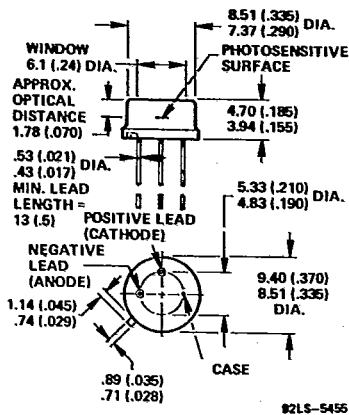 8.51 (.335)
7.37 (.290) DIA.
WINDOW
6.1 (.24) DIA.
PHOTOSENSITIVE
SURFACE
APPROX.
OPTICAL
DISTANCE
1.78 (.070)
4.70 (.185)
3.94 (.155)
.53 (.021)
.43 (.017) DIA.
MIN. LEAD
LENGTH =
13 (.5)
5.33 (.210)
4.83 (.190) DIA.
POSITIVE LEAD
(CATHODE)
NEGATIVE
LEAD
(ANODE)
9.40 (.370)
8.51 (.335)
DIA.
1.14 (.045)
.74 (.029)
CASE
.89 (.035)
.71 (.028)
92LS-5455